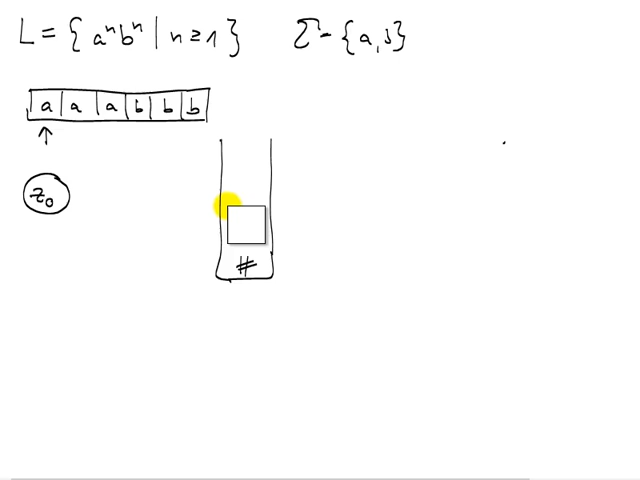 L = { aⁿbⁿ | n ≥ 1 } Σ = {a, b}
a a a b b b
↑
z₀
#